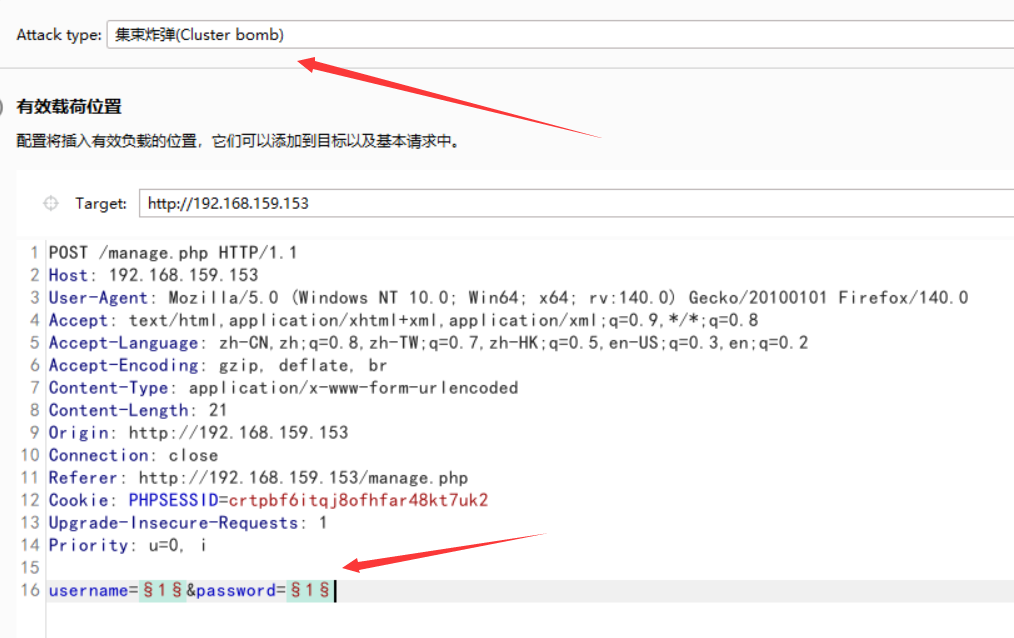 Attack type: 集束炸弹(Cluster bomb)
有效载荷位置
配置将插入有效负载的位置，它们可以添加到目标以及基本请求中。
Target: http://192.168.159.153
1 POST /manage.php HTTP/1.1
2 Host: 192.168.159.153
3 User-Agent: Mozilla/5.0 (Windows NT 10.0; Win64; x64; rv:140.0) Gecko/20100101 Firefox/140.0
4 Accept: text/html,application/xhtml+xml,application/xml;q=0.9,*/*;q=0.8
5 Accept-Language: zh-CN,zh;q=0.8,zh-TW;q=0.7,zh-HK;q=0.5,en-US;q=0.3,en;q=0.2
6 Accept-Encoding: gzip, deflate, br
7 Content-Type: application/x-www-form-urlencoded
8 Content-Length: 21
9 Origin: http://192.168.159.153
10 Connection: close
11 Referer: http://192.168.159.153/manage.php
12 Cookie: PHPSESSID=crtpbf6itqj8ofhfar48kt7uk2
13 Upgrade-Insecure-Requests: 1
14 Priority: u=0, i
15
16 username=§1§&password=§1§